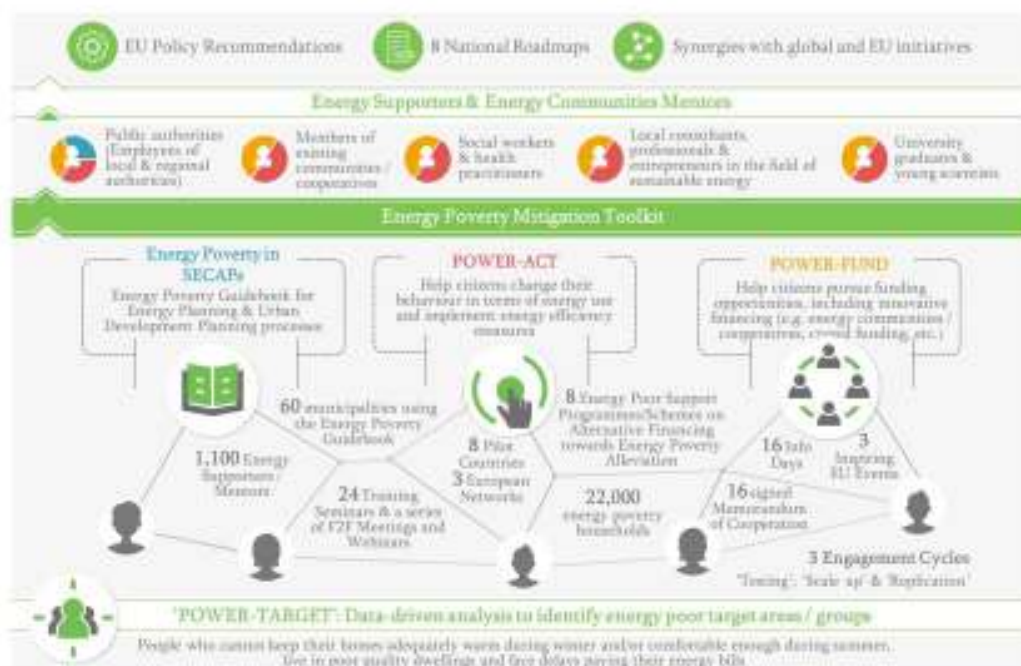 EU Policy Recommendations
8 National Roadmaps
Synergies with global and EU initiatives
Energy Supporters & Energy Communities Mentors
Public authorities
(Employees of
local & regional
authorities)
Members of
existing
communities /
cooperatives
Social workers
& health
practitioners
Local consultants,
professionals &
entrepreneurs in the field of
sustainable energy
University
graduates &
young scientists
Energy Poverty Mitigation Toolkit
Energy Poverty in
SECAPs
Energy Poverty Guidebook for
Energy Planning & Urban
Development Planning processes
POWER-ACT
Help citizens change their
behaviour in terms of energy use
and implement energy efficiency
measures
POWER-FUND
Help citizens pursue funding
opportunities, including innovative
financing (e.g. energy communities /
cooperatives, crowd funding, etc.)
60 municipalities using
the Energy Poverty
Guidebook
8 Energy Poor Support
Programmes/Schemes on
Alternative Financing
towards Energy Poverty
Alleviation
1,100 Energy
Supporters/
Mentors
8 Pilot
Countries
3 European
Networks
16 Info
Days
3
Inspiring
EU Events
24 Training
Seminars & a series
of F2F Meetings and
Webinars
22,000
energy poverty
households
16 signed
Memorandum
of Cooperation
3 Engagement Cycles
'Testing', 'Scale up' & 'Replication'
'POWER-TARGET': Data-driven analysis to identify energy poor target areas / groups
People who cannot keep their homes adequately warm during winter and/or comfortable enough during summer,
live in poor quality dwellings and face delays paying their energy bills